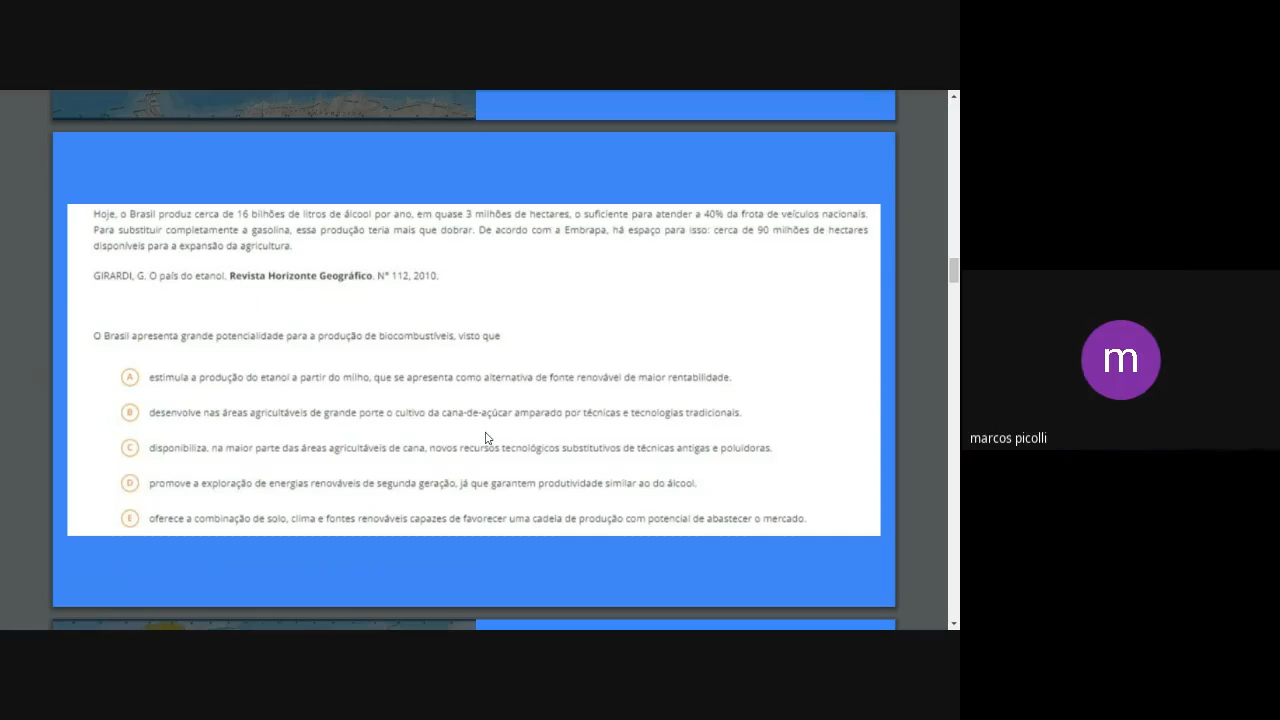 Hoje, o Brasil produz cerca de 16 bilhões de litros de álcool por ano, em quase 3 milhões de hectares, o suficiente para atender a 40% da frota de veículos nacionais.
Para substituir completamente a gasolina, essa produção teria mais que dobrar. De acordo com a Embrapa, há espaço para isso: cerca de 90 milhões de hectares
disponíveis para a expansão da agricultura.
GIRARDI, G. O país do etanol. Revista Horizonte Geográfico. N° 112, 2010.
O Brasil apresenta grande potencialidade para a produção de biocombustíveis, visto que
A estimula a produção do etanol a partir do milho, que se apresenta como alternativa de fonte renovável de maior rentabilidade.
B desenvolve nas áreas agricultáveis de grande porte o cultivo da cana-de-açúcar amparado por técnicas e tecnologias tradicionais.
C disponibiliza, na maior parte das áreas agricultáveis de cana, novos recursos tecnológicos substitutivos de técnicas antigas e poluidoras.
D promove a exploração de energias renováveis de segunda geração, já que garantem produtividade similar ao do álcool.
E oferece a combinação de solo, clima e fontes renováveis capazes de favorecer uma cadeia de produção com potencial de abastecer o mercado.
m
marcos picolli